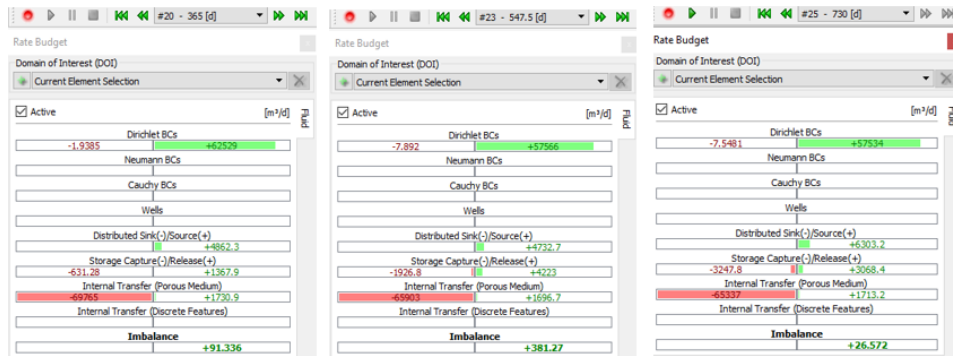 #20 - 365 [d]
Rate Budget
Domain of Interest (DOI)
Current Element Selection
Active [m³/d]
Fluid
Dirichlet BCs
-1.9385 +62529
Neumann BCs
Cauchy BCs
Wells
Distributed Sink(-)/Source(+)
+4862.3
Storage Capture(-)/Release(+)
-631.28 +1367.9
Internal Transfer (Porous Medium)
-69765 +1730.9
Internal Transfer (Discrete Features)
Imbalance
+91.336
#23 - 547.5 [d]
Rate Budget
Domain of Interest (DOI)
Current Element Selection
Active [m³/d]
Fluid
Dirichlet BCs
-7.892 +57566
Neumann BCs
Cauchy BCs
Wells
Distributed Sink(-)/Source(+)
+4732.7
Storage Capture(-)/Release(+)
-1926.8 +4223
Internal Transfer (Porous Medium)
-65903 +1696.7
Internal Transfer (Discrete Features)
Imbalance
+381.27
#25 - 730 [d]
Rate Budget
Domain of Interest (DOI)
Current Element Selection
Active [m³/d]
Fluid
Dirichlet BCs
-7.5481 +57534
Neumann BCs
Cauchy BCs
Wells
Distributed Sink(-)/Source(+)
+6303.2
Storage Capture(-)/Release(+)
-3247.8 +3068.4
Internal Transfer (Porous Medium)
-65337 +1713.2
Internal Transfer (Discrete Features)
Imbalance
+26.572